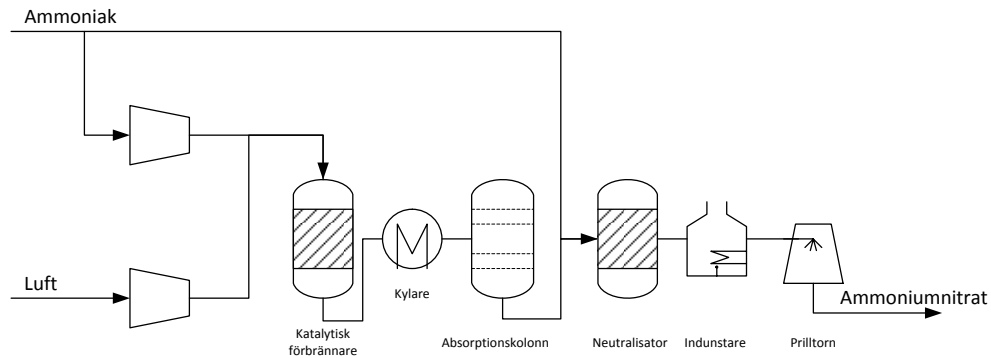 Ammoniak
Luft
Kylare
Katalytisk
förbrännare
Absorptionskolonn
Neutralisator
Indunstare
Prilltorn
Ammoniumnitrat